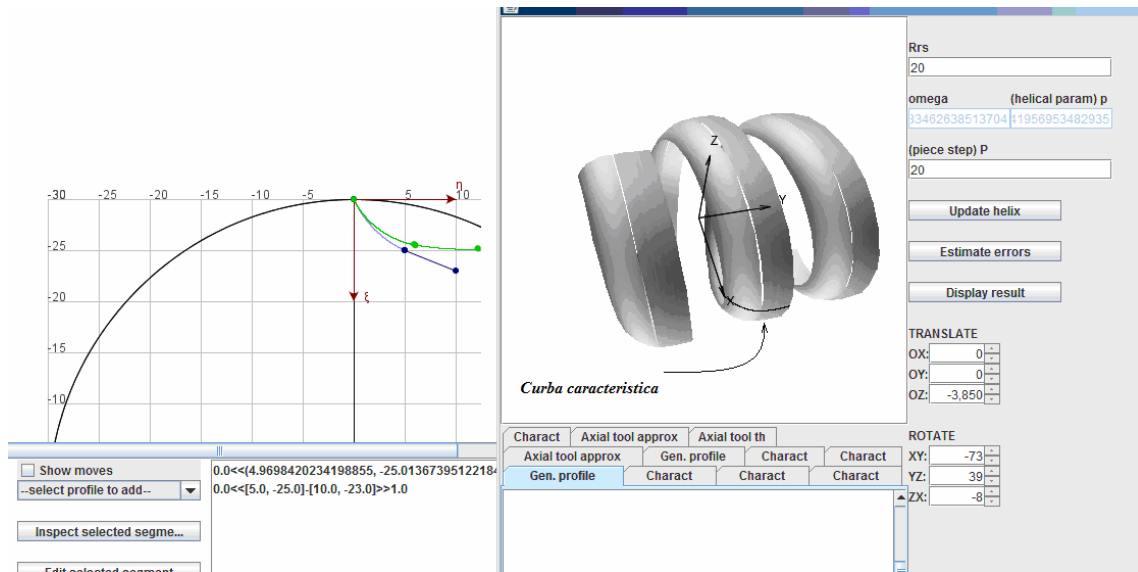 Rrs
20
omega (helical param) p
33462638513704 41956953482935
(piece step) P
20
Update helix
Estimate errors
Display result
TRANSLATE
OX: 0
OY: 0
OZ: -3,850
ROTATE
XY: -73
YZ: 39
ZX: -8
-30 -25 -20 -15 -10 -5 5 10
η
-25
-20
ξ
-15
-10
Z
Y
X
Curba caracteristica
Show moves
--select profile to add--
Inspect selected segme...
Edit selected segment
0.0<<(4.9698420234198855, -25.01367395122184
0.0<<[5.0, -25.0]-[10.0, -23.0]>>1.0
Charact Axial tool approx Axial tool th
Axial tool approx Gen. profile Charact Charact
Gen. profile Charact Charact Charact